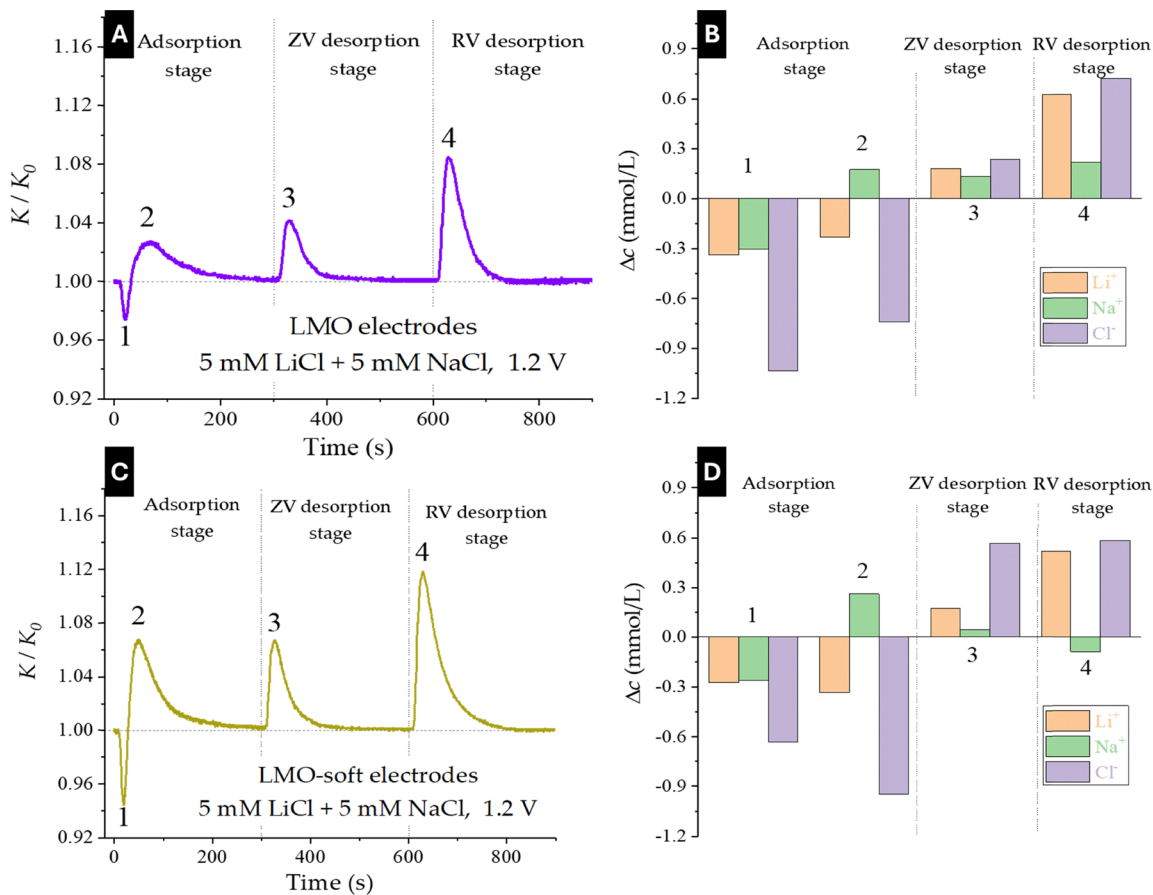 A
Adsorption
stage
ZV desorption
stage
RV desorption
stage
1.16
1.12
1.08
1.04
1.00
0.96
0.92
K / K0
1
2
3
4
LMO electrodes
5 mM LiCl + 5 mM NaCl, 1.2 V
0
200
400
600
800
Time (s)
B
Adsorption
stage
ZV desorption
stage
RV desorption
stage
0.9
0.6
0.3
0.0
-0.3
-0.6
-0.9
-1.2
Δc (mmol/L)
1
2
3
4
Li+
Na+
Cl-
C
Adsorption
stage
ZV desorption
stage
RV desorption
stage
1.16
1.12
1.08
1.04
1.00
0.96
0.92
K / K0
1
2
3
4
LMO-soft electrodes
5 mM LiCl + 5 mM NaCl, 1.2 V
0
200
400
600
800
Time (s)
D
Adsorption
stage
ZV desorption
stage
RV desorption
stage
0.9
0.6
0.3
0.0
-0.3
-0.6
-0.9
-1.2
Δc (mmol/L)
1
2
3
4
Li+
Na+
Cl-